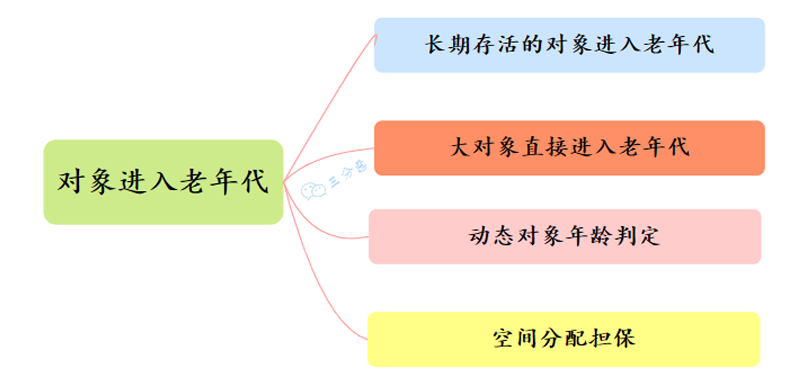 长期存活的对象进入老年代
大对象直接进入老年代
对象进入老年代
三分恶
动态对象年龄判定
空间分配担保